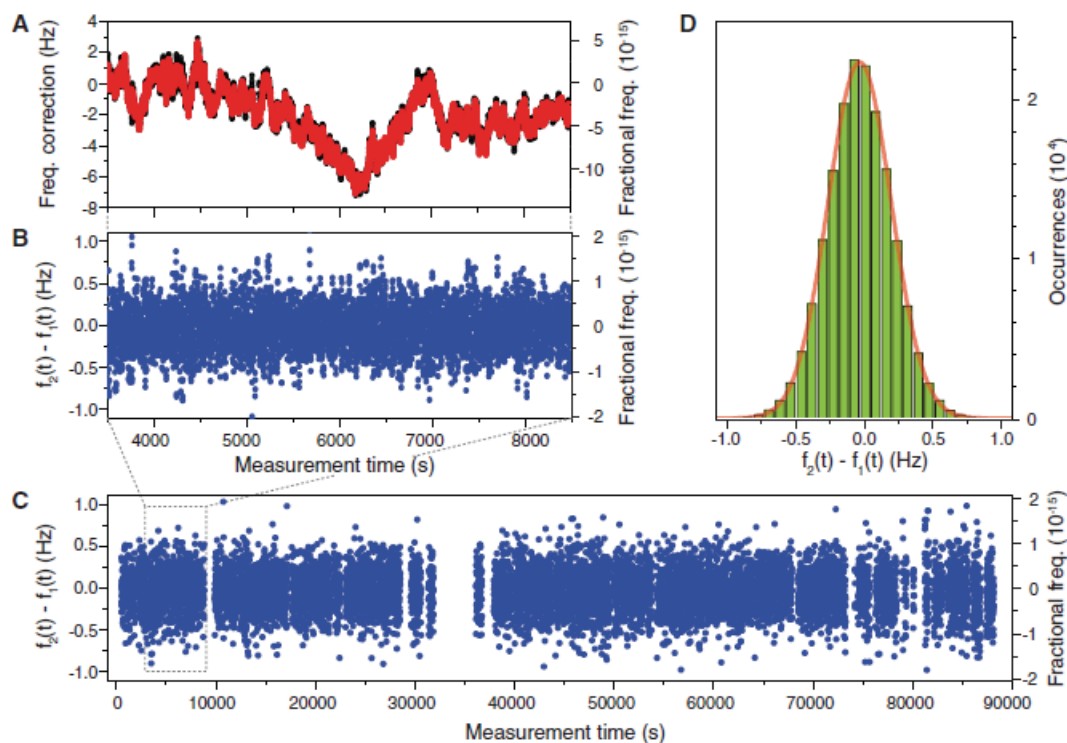 A
Freq. correction (Hz)
4
2
0
-2
-4
-6
-8
5
0
-5
-10
Fractional freq. (10⁻¹⁵)
B
f₂(t) - f₁(t) (Hz)
1.0
0.5
0.0
-0.5
-1.0
2
1
0
-1
-2
Fractional freq. (10⁻¹⁵)
4000 5000 6000 7000 8000
Measurement time (s)
D
2
1
0
Occurrences (10⁴)
-1.0 -0.5 0.0 0.5 1.0
f₂(t) - f₁(t) (Hz)
C
f₂(t) - f₁(t) (Hz)
1.0
0.5
0.0
-0.5
-1.0
2
1
0
-1
-2
Fractional freq. (10⁻¹⁵)
0 10000 20000 30000 40000 50000 60000 70000 80000 90000
Measurement time (s)